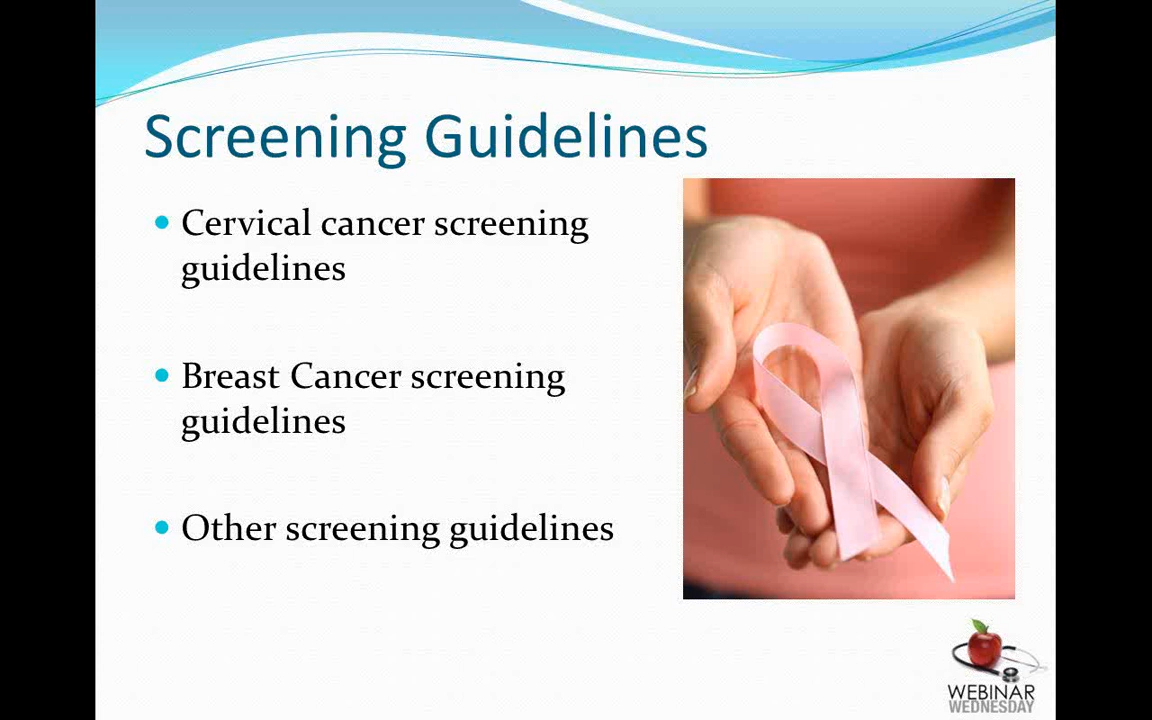 Screening Guidelines
• Cervical cancer screening
guidelines
• Breast Cancer screening
guidelines
• Other screening guidelines
WEBINAR
WEDNESDAY